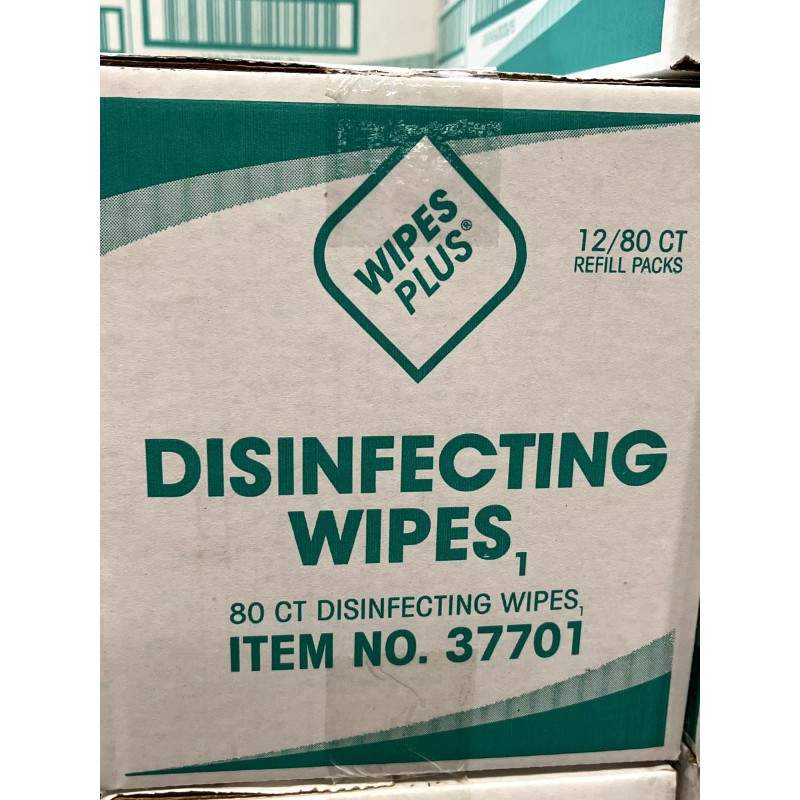 WIPES
PLUS®
12/80 CT
REFILL PACKS
DISINFECTING
WIPES₁
80 CT DISINFECTING WIPES₁
ITEM NO. 37701